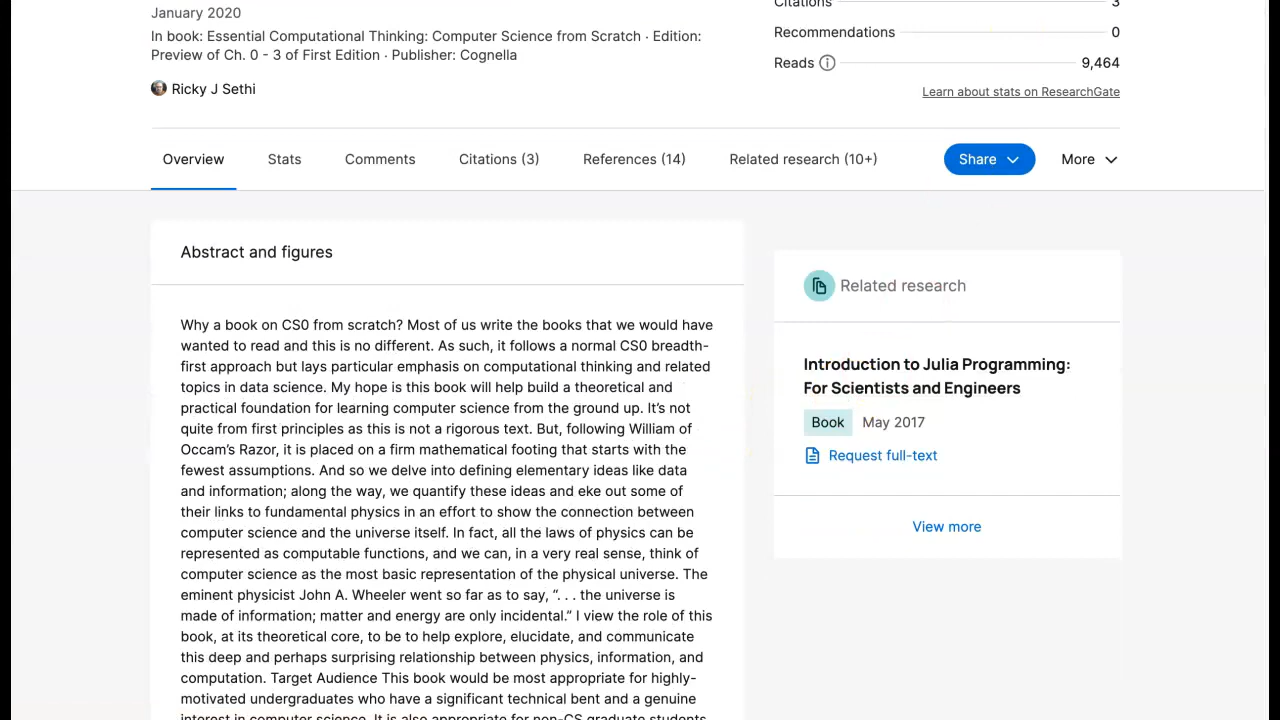 January 2020
In book: Essential Computational Thinking: Computer Science from Scratch · Edition:
Preview of Ch. 0 - 3 of First Edition · Publisher: Cognella
Ricky J Sethi
Citations 3
Recommendations 0
Reads 9,464
Learn about stats on ResearchGate
Overview Stats Comments Citations (3) References (14) Related research (10+) Share More
Abstract and figures
Why a book on CS0 from scratch? Most of us write the books that we would have
wanted to read and this is no different. As such, it follows a normal CS0 breadth-
first approach but lays particular emphasis on computational thinking and related
topics in data science. My hope is this book will help build a theoretical and
practical foundation for learning computer science from the ground up. It’s not
quite from first principles as this is not a rigorous text. But, following William of
Occam’s Razor, it is placed on a firm mathematical footing that starts with the
fewest assumptions. And so we delve into defining elementary ideas like data
and information; along the way, we quantify these ideas and eke out some of
their links to fundamental physics in an effort to show the connection between
computer science and the universe itself. In fact, all the laws of physics can be
represented as computable functions, and we can, in a very real sense, think of
computer science as the most basic representation of the physical universe. The
eminent physicist John A. Wheeler went so far as to say, “. . . the universe is
made of information; matter and energy are only incidental.” I view the role of this
book, at its theoretical core, to be to help explore, elucidate, and communicate
this deep and perhaps surprising relationship between physics, information, and
computation. Target Audience This book would be most appropriate for highly-
motivated undergraduates who have a significant technical bent and a genuine
interest in computer science. It is also appropriate for non-CS graduate students
Related research
Introduction to Julia Programming:
For Scientists and Engineers
Book May 2017
Request full-text
View more